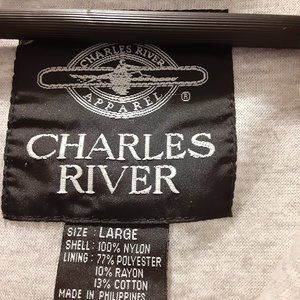 CHARLES RIVER
APPAREL
®
CHARLES
RIVER
SIZE : LARGE
SHELL : 100% NYLON
LINING : 77% POLYESTER
10% RAYON
13% COTTON
MADE IN PHILIPPINES